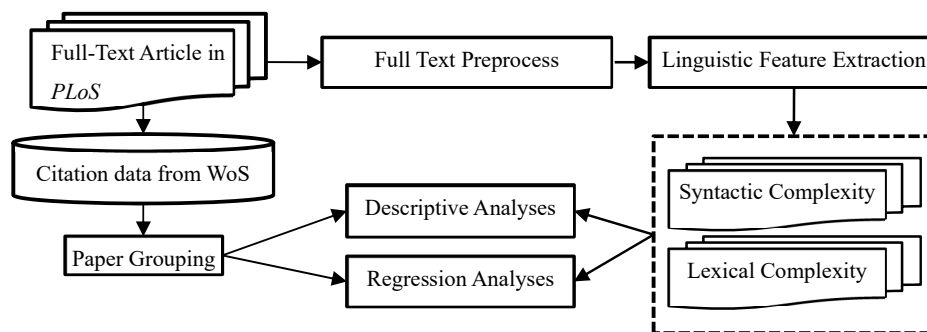 Full-Text Article in
PLoS
Full Text Preprocess
Linguistic Feature Extraction
Citation data from WoS
Syntactic Complexity
Descriptive Analyses
Paper Grouping
Regression Analyses
Lexical Complexity